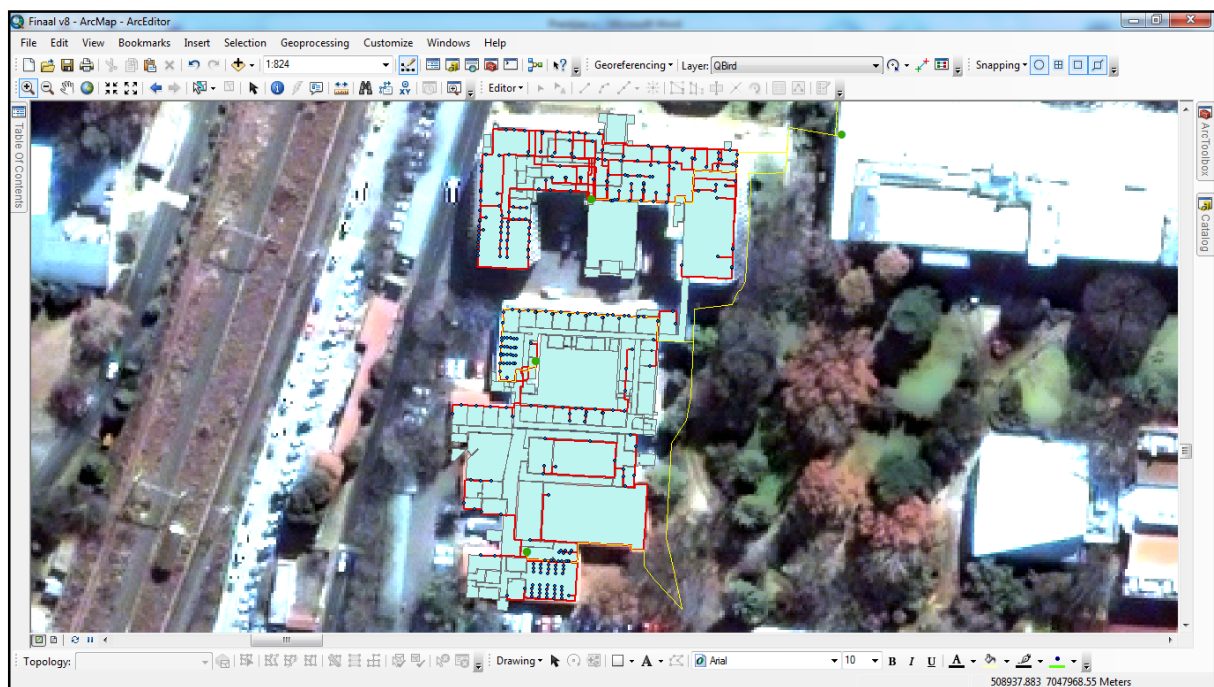 Finaal v8 - ArcMap - ArcEditor
File Edit View Bookmarks Insert Selection Geoprocessing Customize Windows Help
1:824 Georeferencing Layer: QBird Snapping
Editor
Table Of Contents
ArcToolbox
Catalog
Topology: Drawing A Arial 10 B I U A
508937.883 7047968.55 Meters